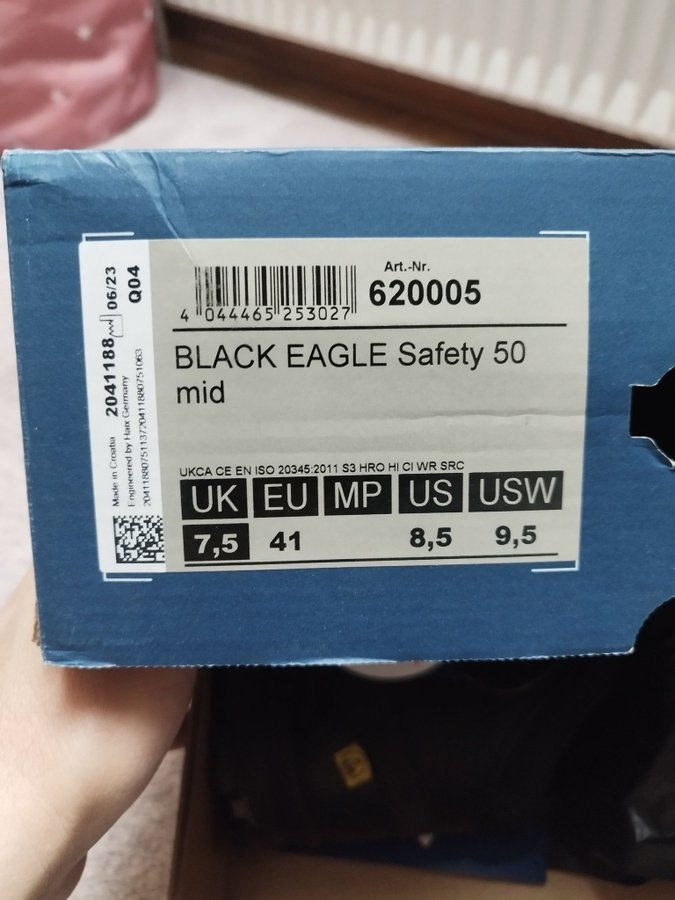 Art.-Nr.
620005
4 044465 253027
BLACK EAGLE Safety 50
mid
UKCA CE EN ISO 20345:2011 S3 HRO HI CI WR SRC
UK EU MP US USW
7,5 41 8,5 9,5
Made in Croatia 2041188 06/23
Engineered by Haix Germany Q04